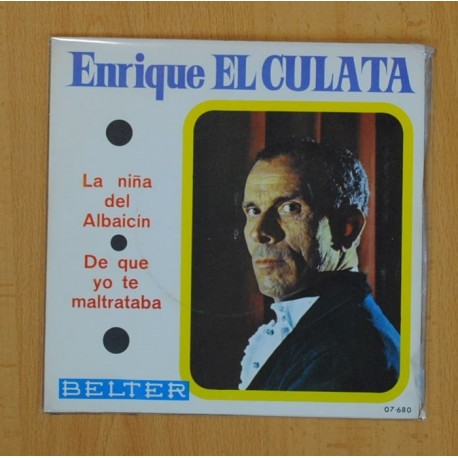 Enrique EL CULATA
La niña
del
Albaicín
De que
yo te
maltrataba
BELTER
07·680